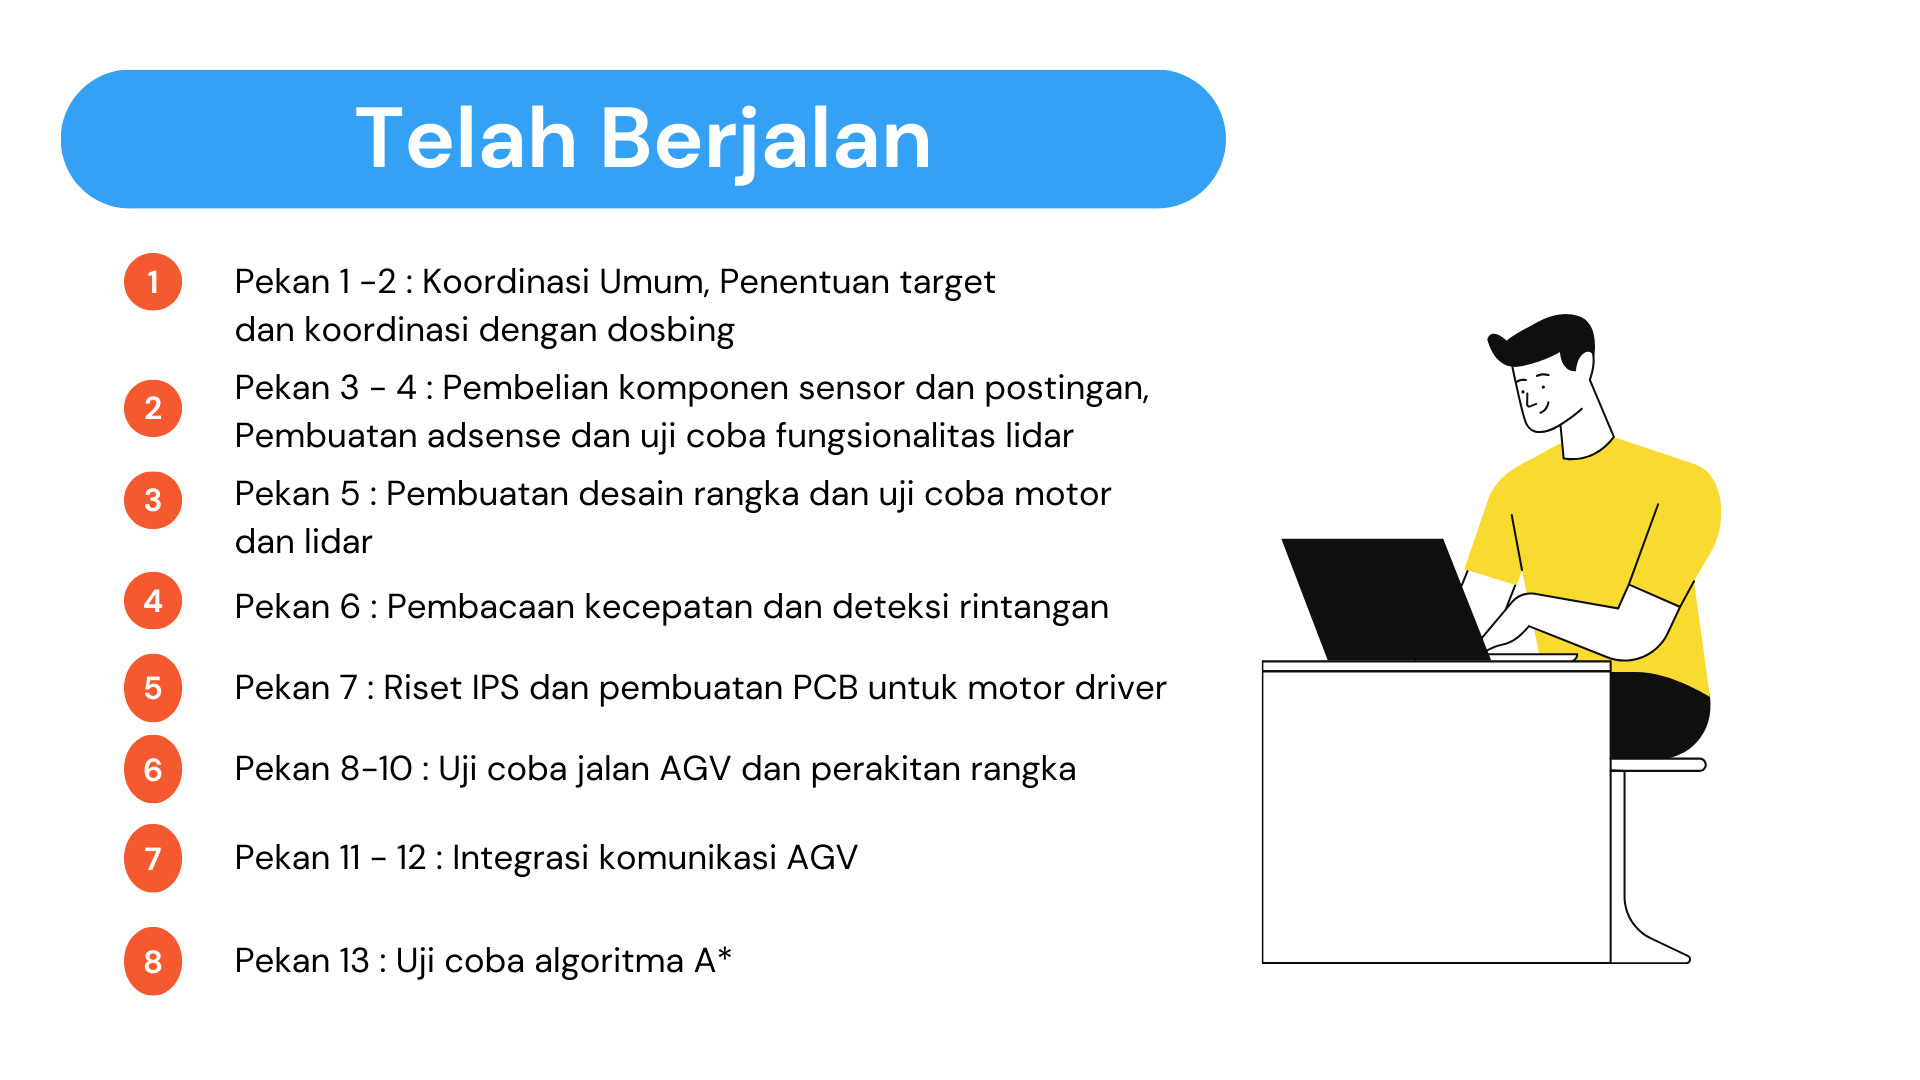 Telah Berjalan
1
Pekan 1 -2 : Koordinasi Umum, Penentuan target
dan koordinasi dengan dosbing
2
Pekan 3 - 4 : Pembelian komponen sensor dan postingan,
Pembuatan adsense dan uji coba fungsionalitas lidar
3
Pekan 5 : Pembuatan desain rangka dan uji coba motor
dan lidar
4
Pekan 6 : Pembacaan kecepatan dan deteksi rintangan
5
Pekan 7 : Riset IPS dan pembuatan PCB untuk motor driver
6
Pekan 8-10 : Uji coba jalan AGV dan perakitan rangka
7
Pekan 11 - 12 : Integrasi komunikasi AGV
8
Pekan 13 : Uji coba algoritma A*